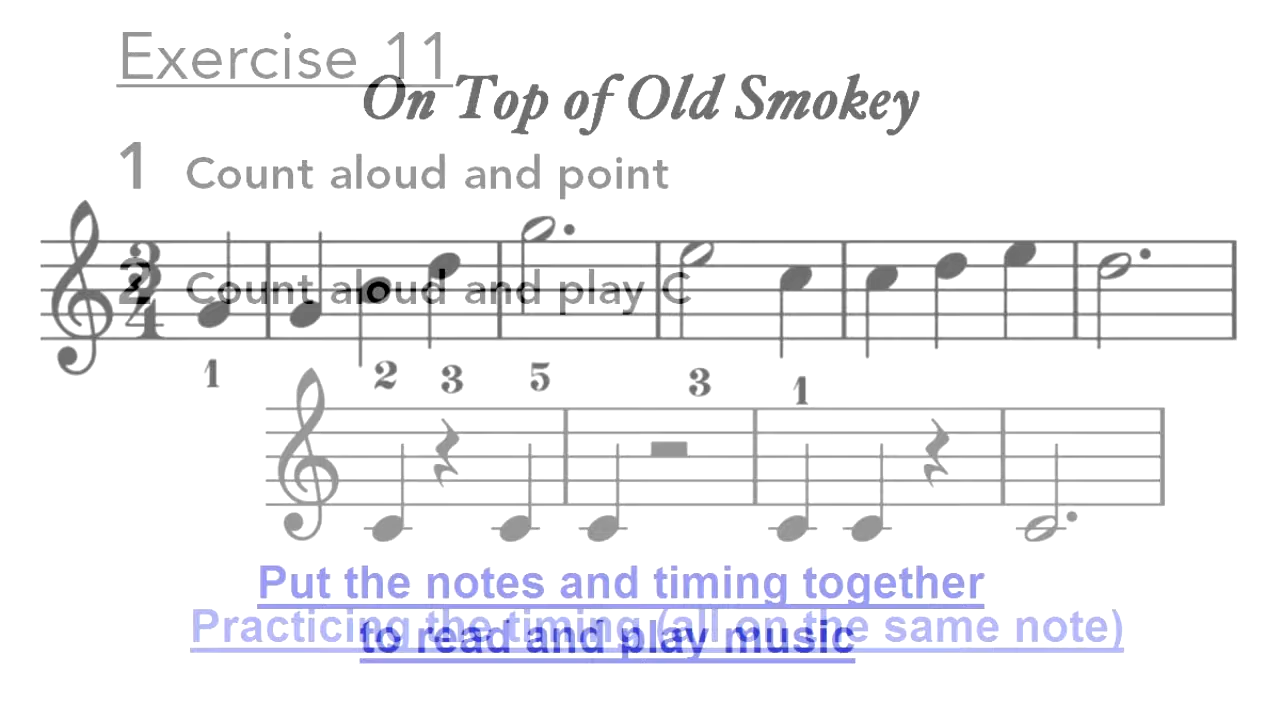 Exercise 11
On Top of Old Smokey
1 Count aloud and point
2 Count aloud and play C
3
4
1 2 3 5 3 1
Put the notes and timing together
Practicing the timing (all on the same note)
to read and play music